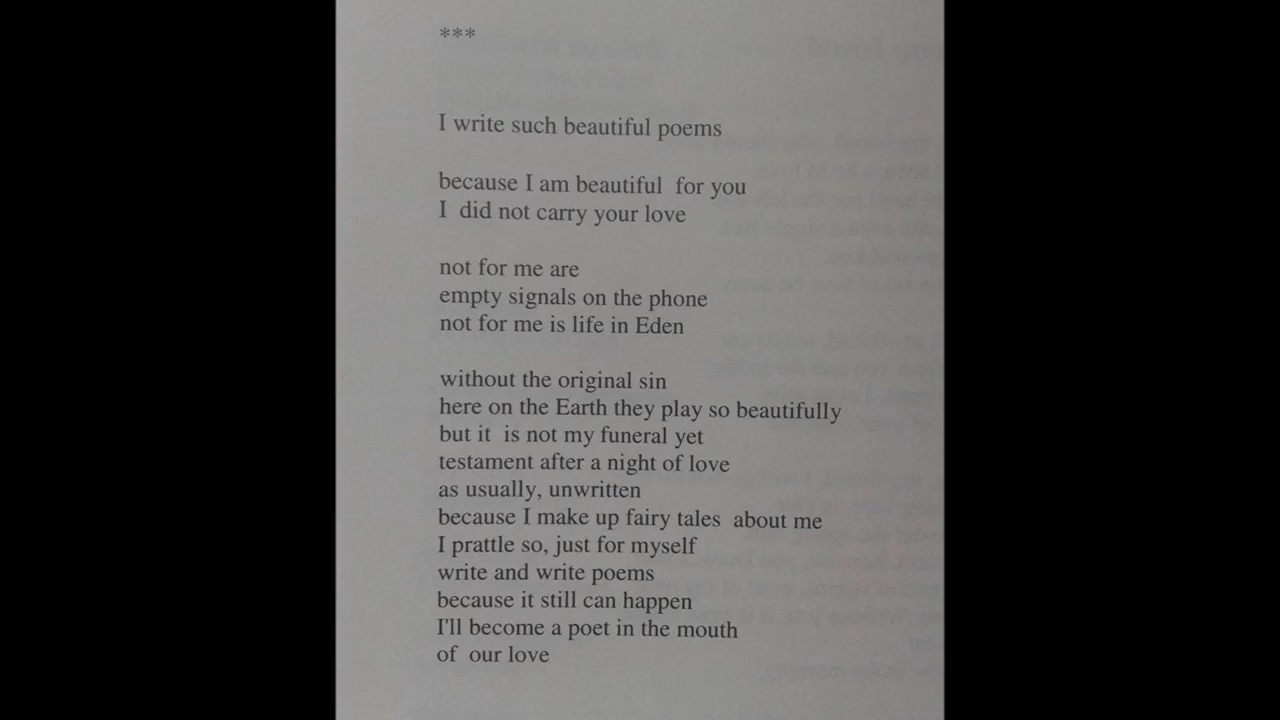 ***
I write such beautiful poems
because I am beautiful for you
I did not carry your love
not for me are
empty signals on the phone
not for me is life in Eden
without the original sin
here on the Earth they play so beautifully
but it is not my funeral yet
testament after a night of love
as usually, unwritten
because I make up fairy tales about me
I prattle so, just for myself
write and write poems
because it still can happen
I'll become a poet in the mouth
of our love